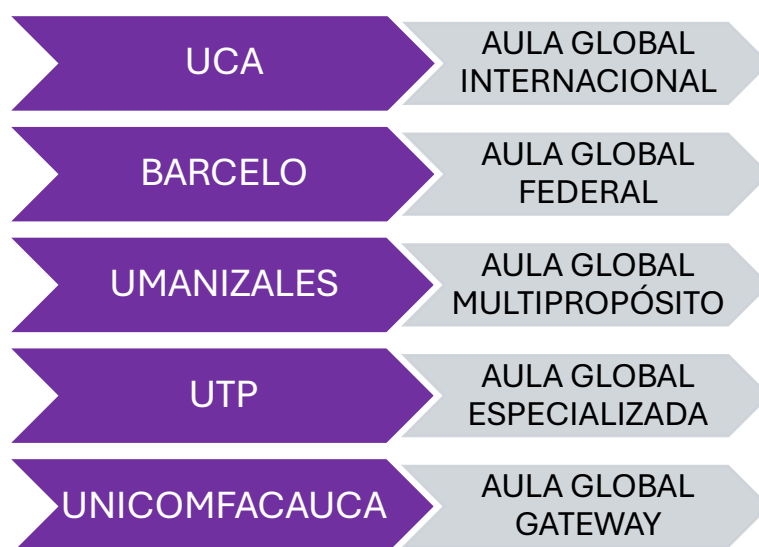 UCA
AULA GLOBAL
INTERNACIONAL
BARCELO
AULA GLOBAL
FEDERAL
UMANIZALES
AULA GLOBAL
MULTIPROPÓSITO
UTP
AULA GLOBAL
ESPECIALIZADA
UNICOMFACAUCA
AULA GLOBAL
GATEWAY